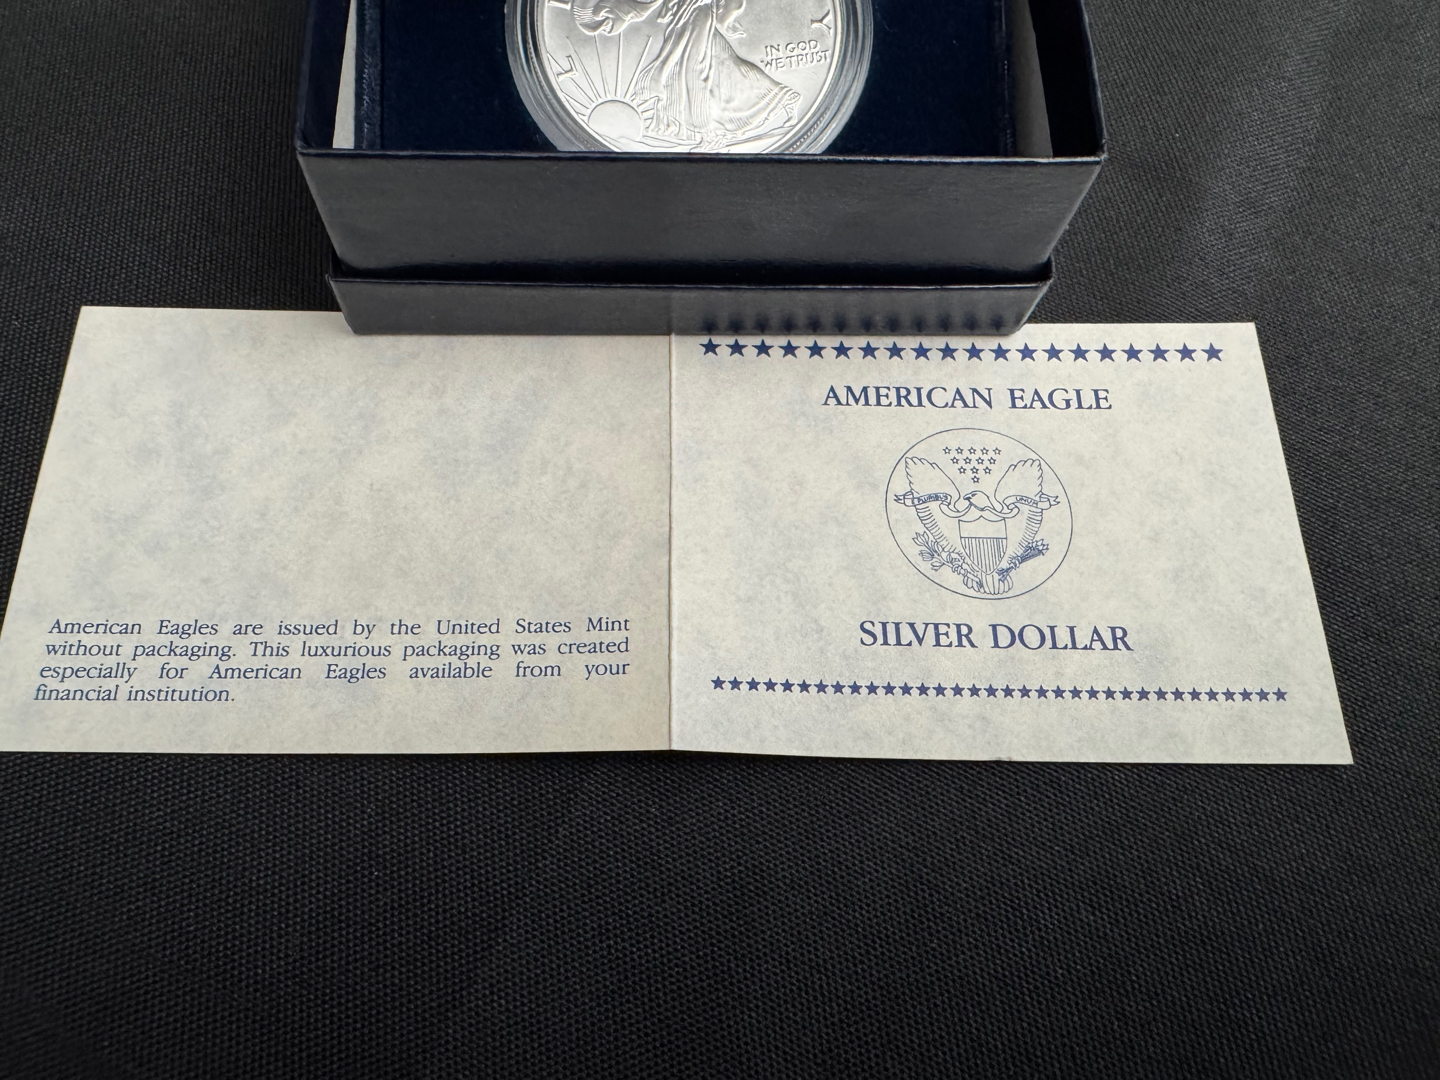 L
Y
IN GOD
WE TRUST
AMERICAN EAGLE
SILVER DOLLAR
American Eagles are issued by the United States Mint
without packaging. This luxurious packaging was created
especially for American Eagles available from your
financial institution.